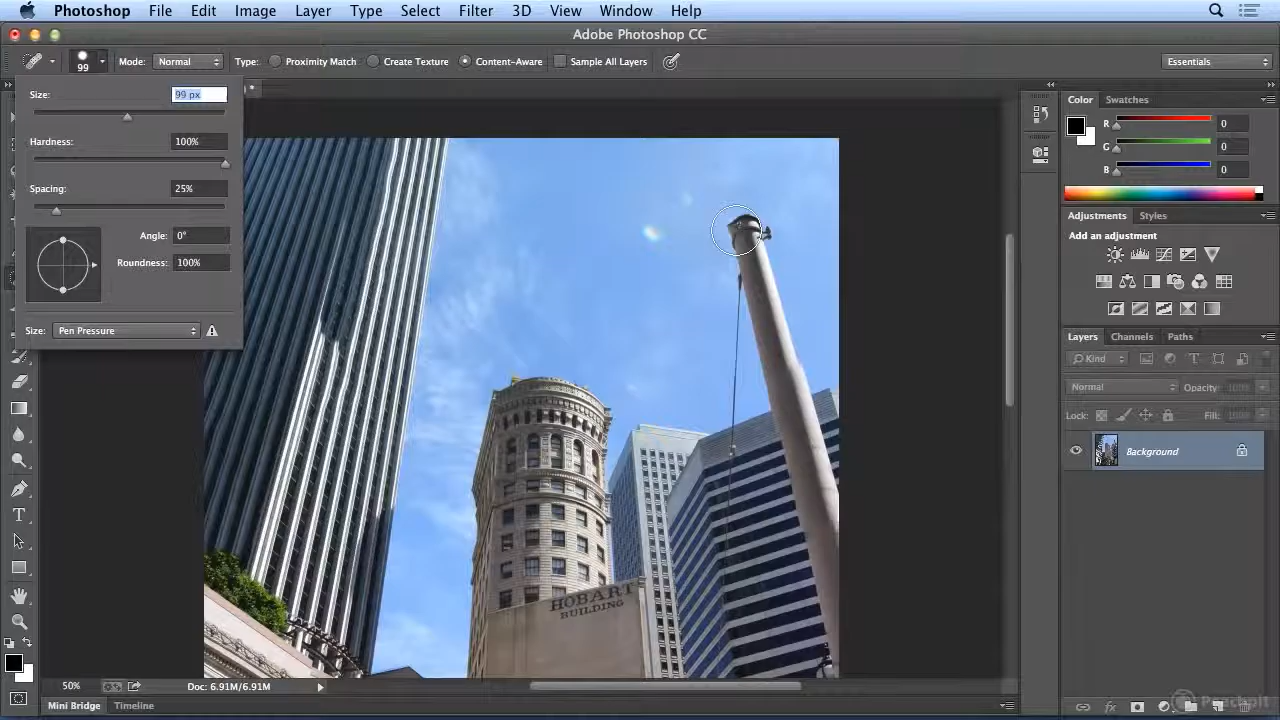 Photoshop File Edit Image Layer Type Select Filter 3D View Window Help
Adobe Photoshop CC
99 Mode: Normal Type: Proximity Match Create Texture Content-Aware Sample All Layers Essentials
Size: 99 px
Hardness: 100%
Spacing: 25%
Angle: 0°
Roundness: 100%
Size: Pen Pressure
HOBART
BUILDING
Color Swatches
R 0
G 0
B 0
Adjustments Styles
Add an adjustment
Layers Channels Paths
Kind
Normal Opacity: 100%
Lock: Fill: 100%
Background
50% Doc: 6.91M/6.91M
Mini Bridge Timeline
Peachpit